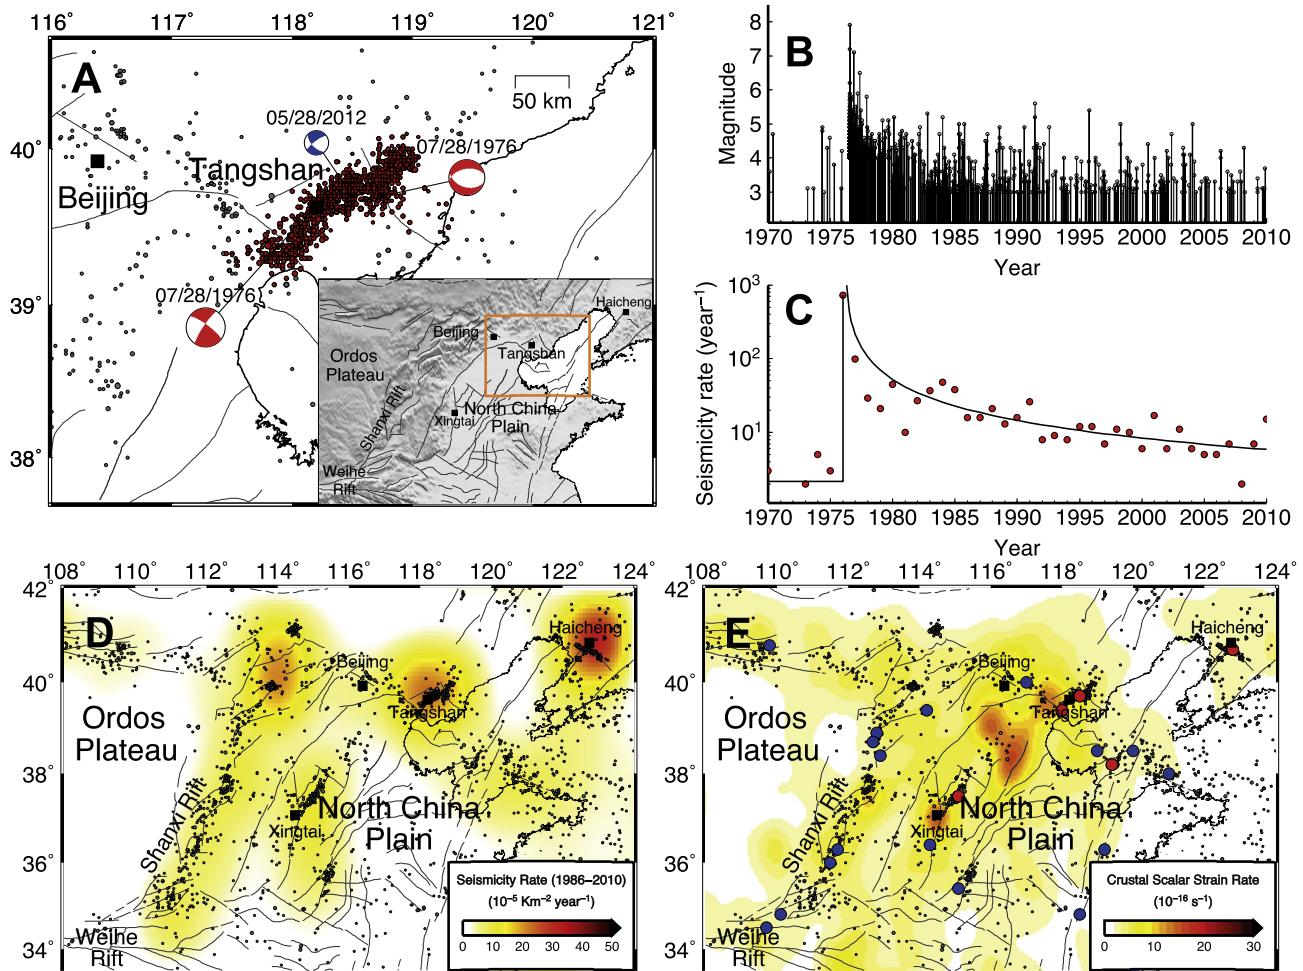 116° 117° 118° 119° 120° 121°
A
50 km
05/28/2012
07/28/1976
40°
Tangshan
Beijing
39°
07/28/1976
38°
Haicheng
Beijing
Tangshan
Ordos
Plateau
Shanxi Rift
North China
Plain
Xingtai
Weihe
Rift
B
Magnitude
8
7
6
5
4
3
1970 1975 1980 1985 1990 1995 2000 2005 2010
Year
C
Seismicity rate (year⁻¹)
10³
10²
10¹
1970 1975 1980 1985 1990 1995 2000 2005 2010
Year
108° 110° 112° 114° 116° 118° 120° 122° 124°
42°
D
Haicheng
Beijing
40°
Tangshan
Ordos
Plateau
38°
Shanxi Rift
North China
Plain
Xingtai
36°
Weihe
Rift
34°
Seismicity Rate (1986–2010)
(10⁻⁵ Km⁻² year⁻¹)
0 10 20 30 40 50
108° 110° 112° 114° 116° 118° 120° 122° 124°
42°
E
Haicheng
Beijing
40°
Tangshan
Ordos
Plateau
38°
Shanxi Rift
North China
Plain
Xingtai
36°
Weihe
Rift
34°
Crustal Scalar Strain Rate
(10⁻¹⁶ s⁻¹)
0 10 20 30